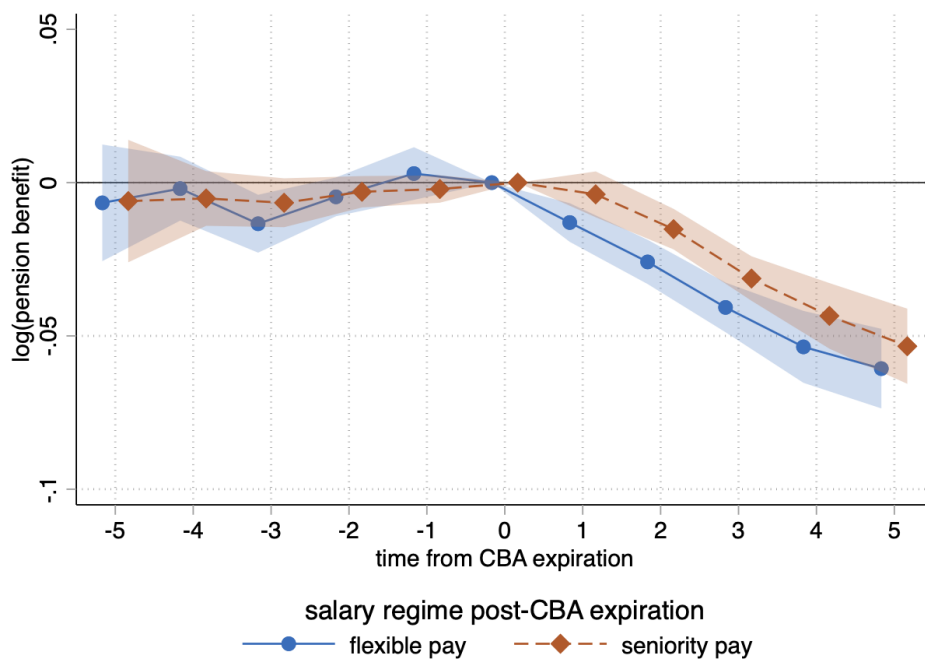 .05
0
-.05
-.1
log(pension benefit)
-5 -4 -3 -2 -1 0 1 2 3 4 5
time from CBA expiration
salary regime post-CBA expiration
flexible pay seniority pay